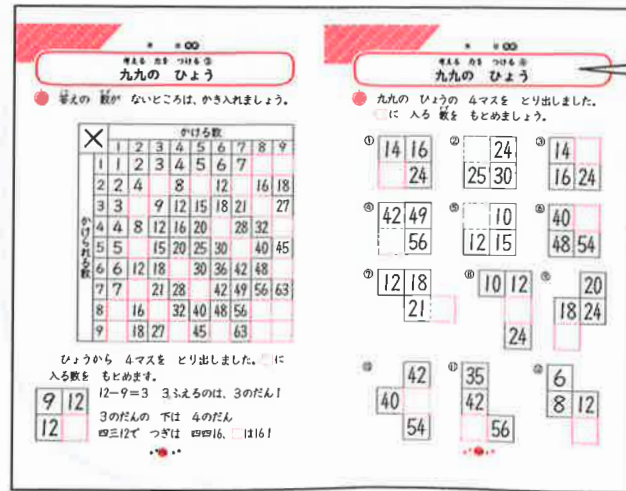 考える 力を つける ③
九九の ひょう
答えの 数が ないところは、かき入れましょう。
× かける数
1 2 3 4 5 6 7 8 9
かけられる数
1 1 2 3 4 5 6 7
2 2 4 8 12 16 18
3 3 9 12 15 18 21 27
4 4 8 12 16 20 28 32
5 5 15 20 25 30 40 45
6 6 12 18 30 36 42 48
7 7 21 28 42 49 56 63
8 16 32 40 48 56
9 18 27 45 63
ひょうから 4マスを とり出しました。□に
入る数を もとめます。
9 12
12
12-9=3 3ふえるのは、3のだん!
3のだんの 下は 4のだん
四三12で つぎは 四四16、□は16!
考える 力を つける ④
九九の ひょう
九九の ひょうの 4マスを とり出しました。
□に 入る 数を もとめましょう。
① 14 16
24
② 24
25 30
③ 14
16 24
④ 42 49
56
⑤ 10
12 15
⑥ 40
48 54
⑦ 12 18
21
⑧ 10 12
24
⑨ 20
18 24
⑩ 42
40
54
⑪ 35
42
56
⑫ 6
8 12